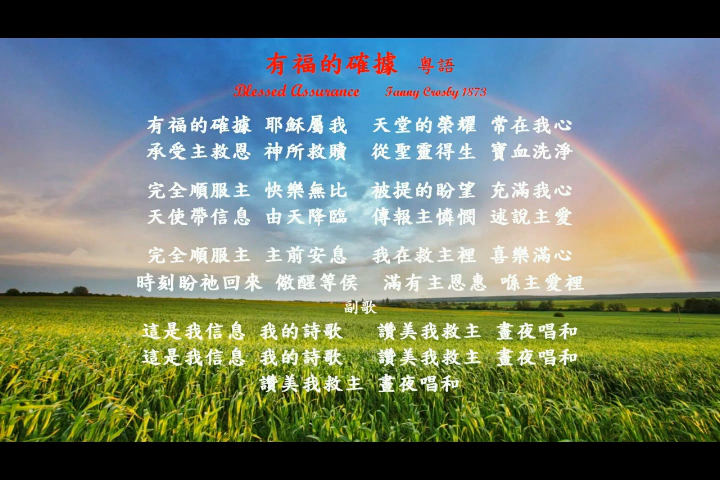 有福的確據 粵語
Blessed Assurance Fanny Crosby 1873
有福的確據 耶穌屬我 天堂的榮耀 常在我心
承受主救恩 神所救贖 從聖靈得生 寶血洗淨
完全順服主 快樂無比 被提的盼望 充滿我心
天使帶信息 由天降臨 傳報主憐憫 述說主愛
完全順服主 主前安息 我在救主裡 喜樂滿心
時刻盼祂回來 儆醒等侯 滿有主恩惠 喺主愛裡
副歌
這是我信息 我的詩歌 讚美我救主 晝夜唱和
這是我信息 我的詩歌 讚美我救主 晝夜唱和
讚美我救主 晝夜唱和